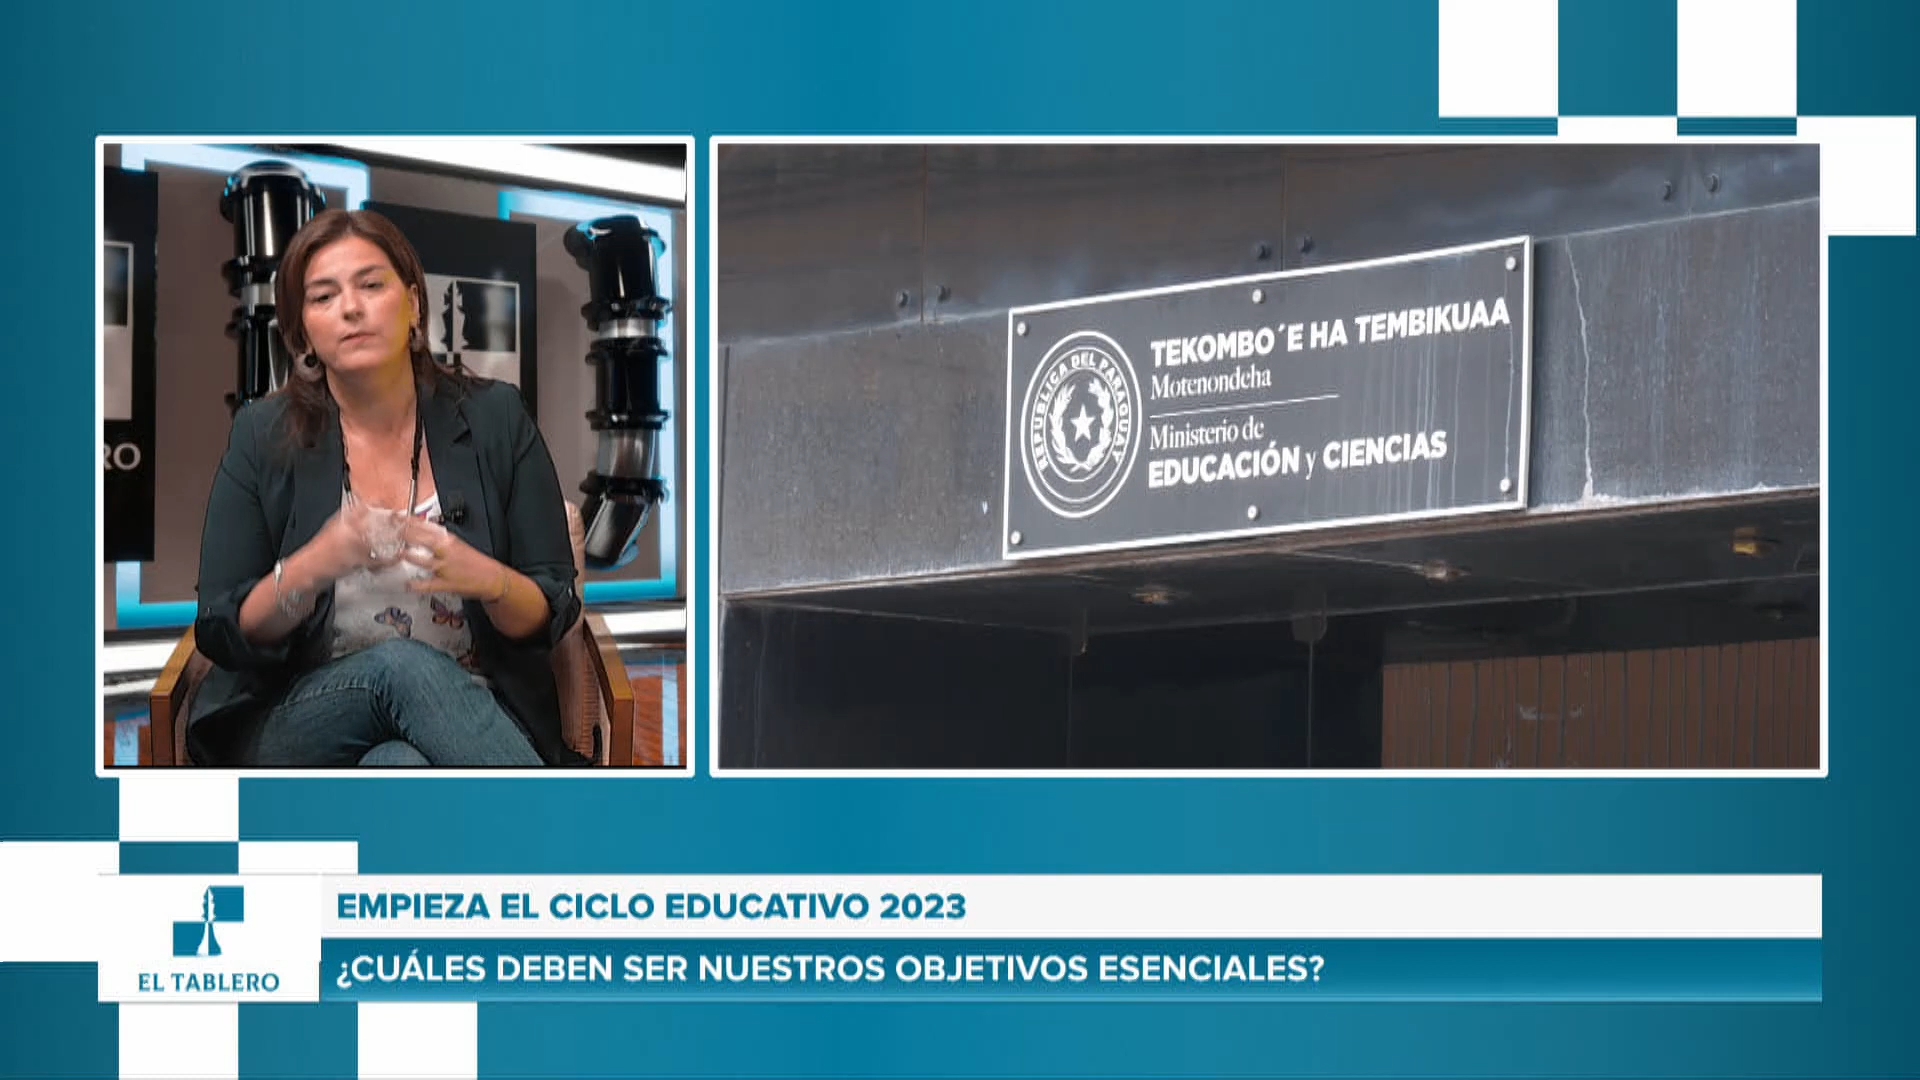 RO
REPÚBLICA DEL PARAGUAY
TEKOMBO´E HA TEMBIKUAA
Motenondeha
Ministerio de
EDUCACIÓN y CIENCIAS
EMPIEZA EL CICLO EDUCATIVO 2023
¿CUÁLES DEBEN SER NUESTROS OBJETIVOS ESENCIALES?
EL TABLERO